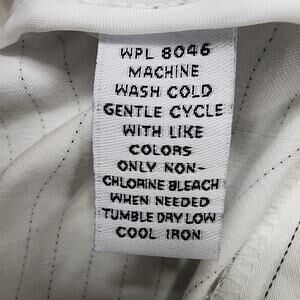 WPL 8046
MACHINE
WASH COLD
GENTLE CYCLE
WITH LIKE
COLORS
ONLY NON-
CHLORINE BLEACH
WHEN NEEDED
TUMBLE DRY LOW
COOL IRON